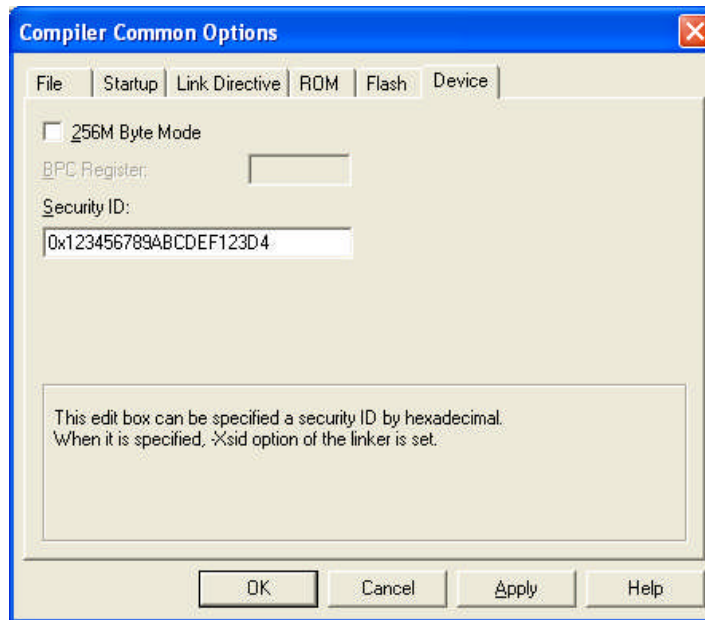 Compiler Common Options
File Startup Link Directive ROM Flash Device
256M Byte Mode
BPC Register:
Security ID:
0x123456789ABCDEF123D4
This edit box can be specified a security ID by hexadecimal.
When it is specified, -Xsid option of the linker is set.
OK Cancel Apply Help